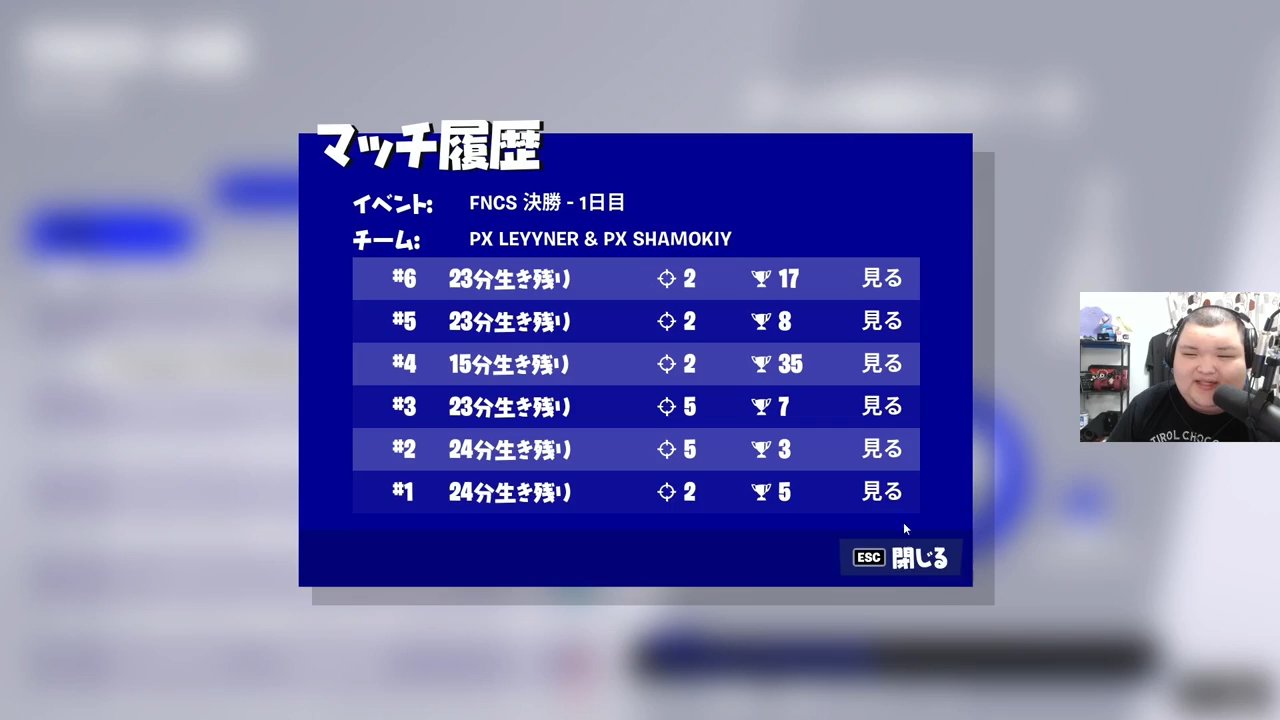 マッチ履歴
イベント: FNCS 決勝 - 1日目
チーム: PX LEYYNER & PX SHAMOKIY
#6 23分生き残り 2 17 見る
#5 23分生き残り 2 8 見る
#4 15分生き残り 2 35 見る
#3 23分生き残り 5 7 見る
#2 24分生き残り 5 3 見る
#1 24分生き残り 2 5 見る
ESC 閉じる
TIROL CHOCO